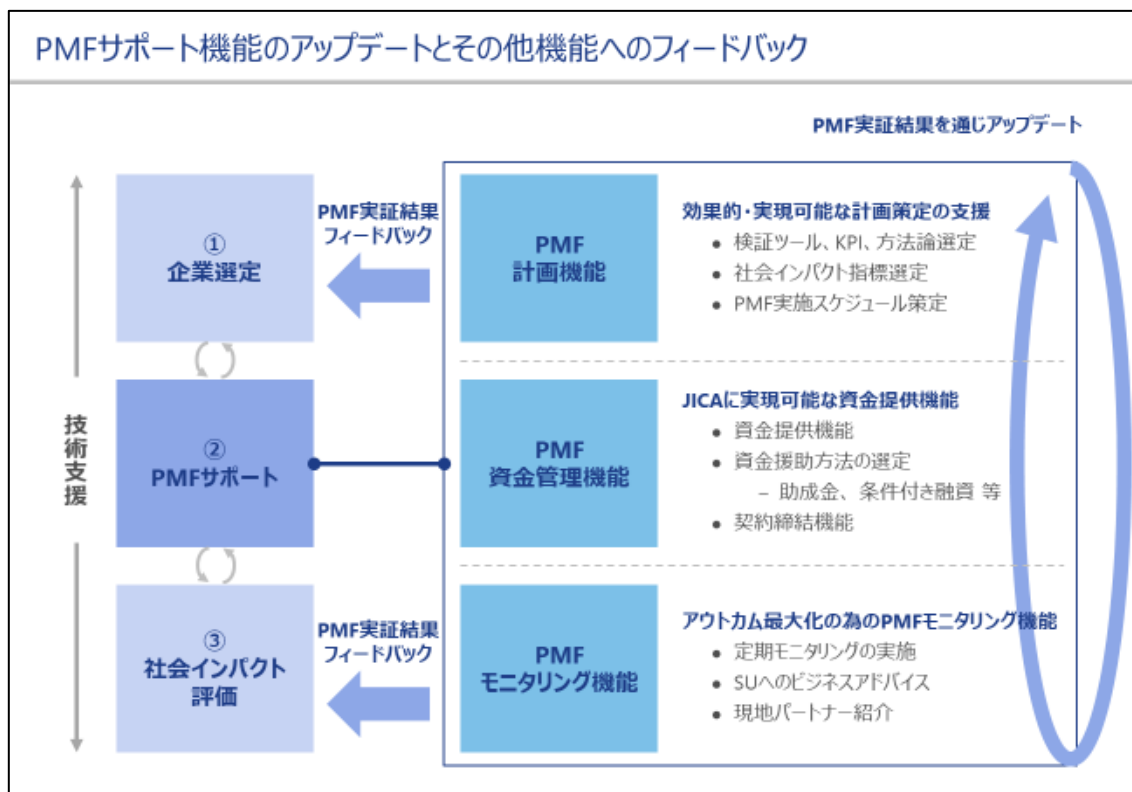 PMFサポート機能のアップデートとその他機能へのフィードバック
PMF実証結果を通じアップデート
技術支援
①
企業選定
PMF実証結果
フィードバック
PMF
計画機能
効果的・実現可能な計画策定の支援
• 検証ツール、KPI、方法論選定
• 社会インパクト指標選定
• PMF実施スケジュール策定
②
PMFサポート
PMF
資金管理機能
JICAに実現可能な資金提供機能
• 資金提供機能
• 資金援助方法の選定
– 助成金、条件付き融資 等
• 契約締結機能
③
社会インパクト
評価
PMF実証結果
フィードバック
PMF
モニタリング機能
アウトカム最大化の為のPMFモニタリング機能
• 定期モニタリングの実施
• SUへのビジネスアドバイス
• 現地パートナー紹介